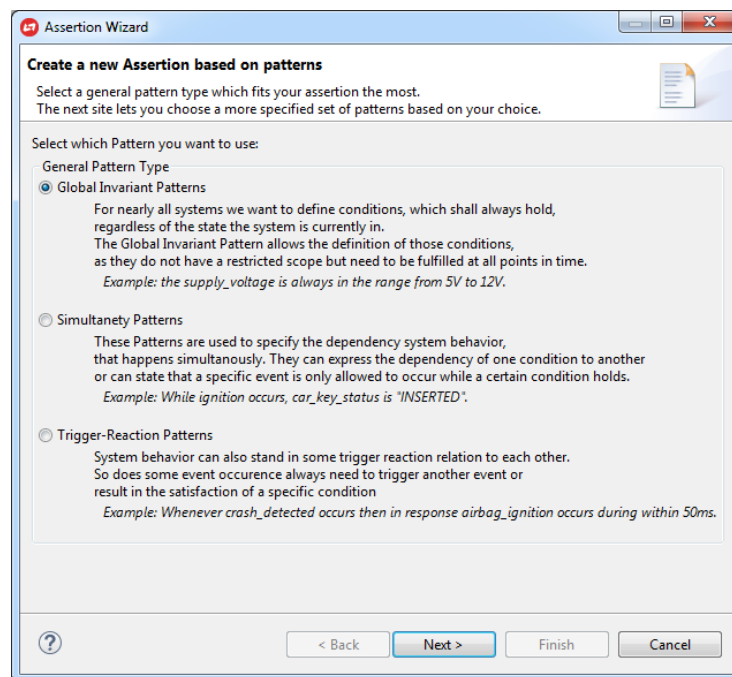 Assertion Wizard
Create a new Assertion based on patterns
Select a general pattern type which fits your assertion the most.
The next site lets you choose a more specified set of patterns based on your choice.
Select which Pattern you want to use:
General Pattern Type
Global Invariant Patterns
For nearly all systems we want to define conditions, which shall always hold,
regardless of the state the system is currently in.
The Global Invariant Pattern allows the definition of those conditions,
as they do not have a restricted scope but need to be fulfilled at all points in time.
Example: the supply_voltage is always in the range from 5V to 12V.
Simultanety Patterns
These Patterns are used to specify the dependency system behavior,
that happens simultanously. They can express the dependency of one condition to another
or can state that a specific event is only allowed to occur while a certain condition holds.
Example: While ignition occurs, car_key_status is "INSERTED".
Trigger-Reaction Patterns
System behavior can also stand in some trigger reaction relation to each other.
So does some event occurence always need to trigger another event or
result in the satisfaction of a specific condition
Example: Whenever crash_detected occurs then in response airbag_ignition occurs during within 50ms.
?
< Back
Next >
Finish
Cancel